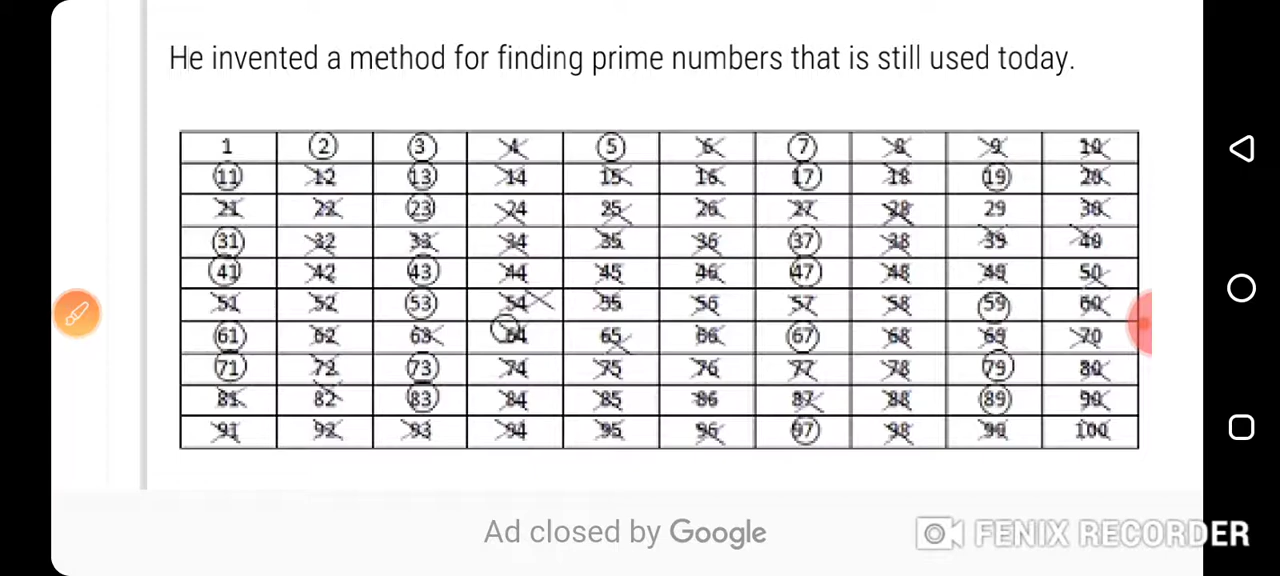 He invented a method for finding prime numbers that is still used today.
1 2 3 4 5 6 7 8 9 10
11 12 13 14 15 16 17 18 19 20
21 22 23 24 25 26 27 28 29 30
31 32 33 34 35 36 37 38 39 40
41 42 43 44 45 46 47 48 49 50
51 52 53 54 55 56 57 58 59 60
61 62 63 64 65 66 67 68 69 70
71 72 73 74 75 76 77 78 79 80
81 82 83 84 85 86 87 88 89 90
91 92 93 94 95 96 97 98 99 100
Ad closed by Google
FENIX RECORDER